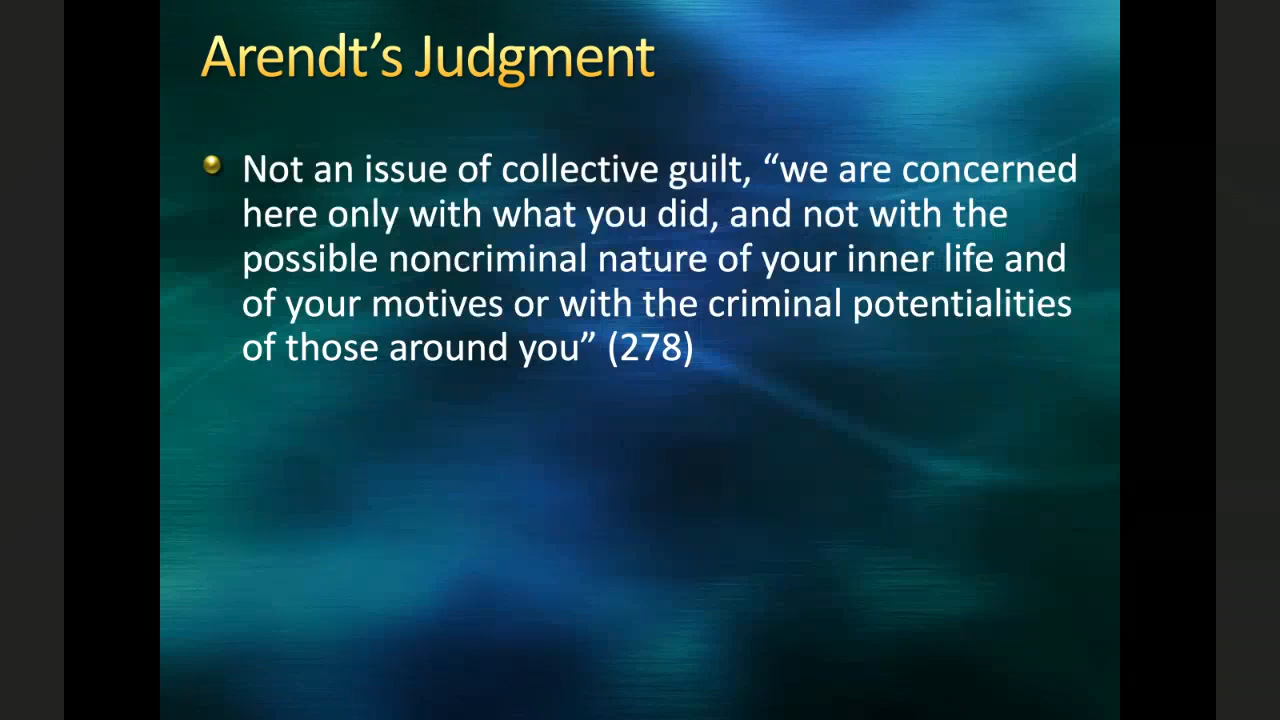 Arendt’s Judgment
Not an issue of collective guilt, “we are concerned
here only with what you did, and not with the
possible noncriminal nature of your inner life and
of your motives or with the criminal potentialities
of those around you” (278)